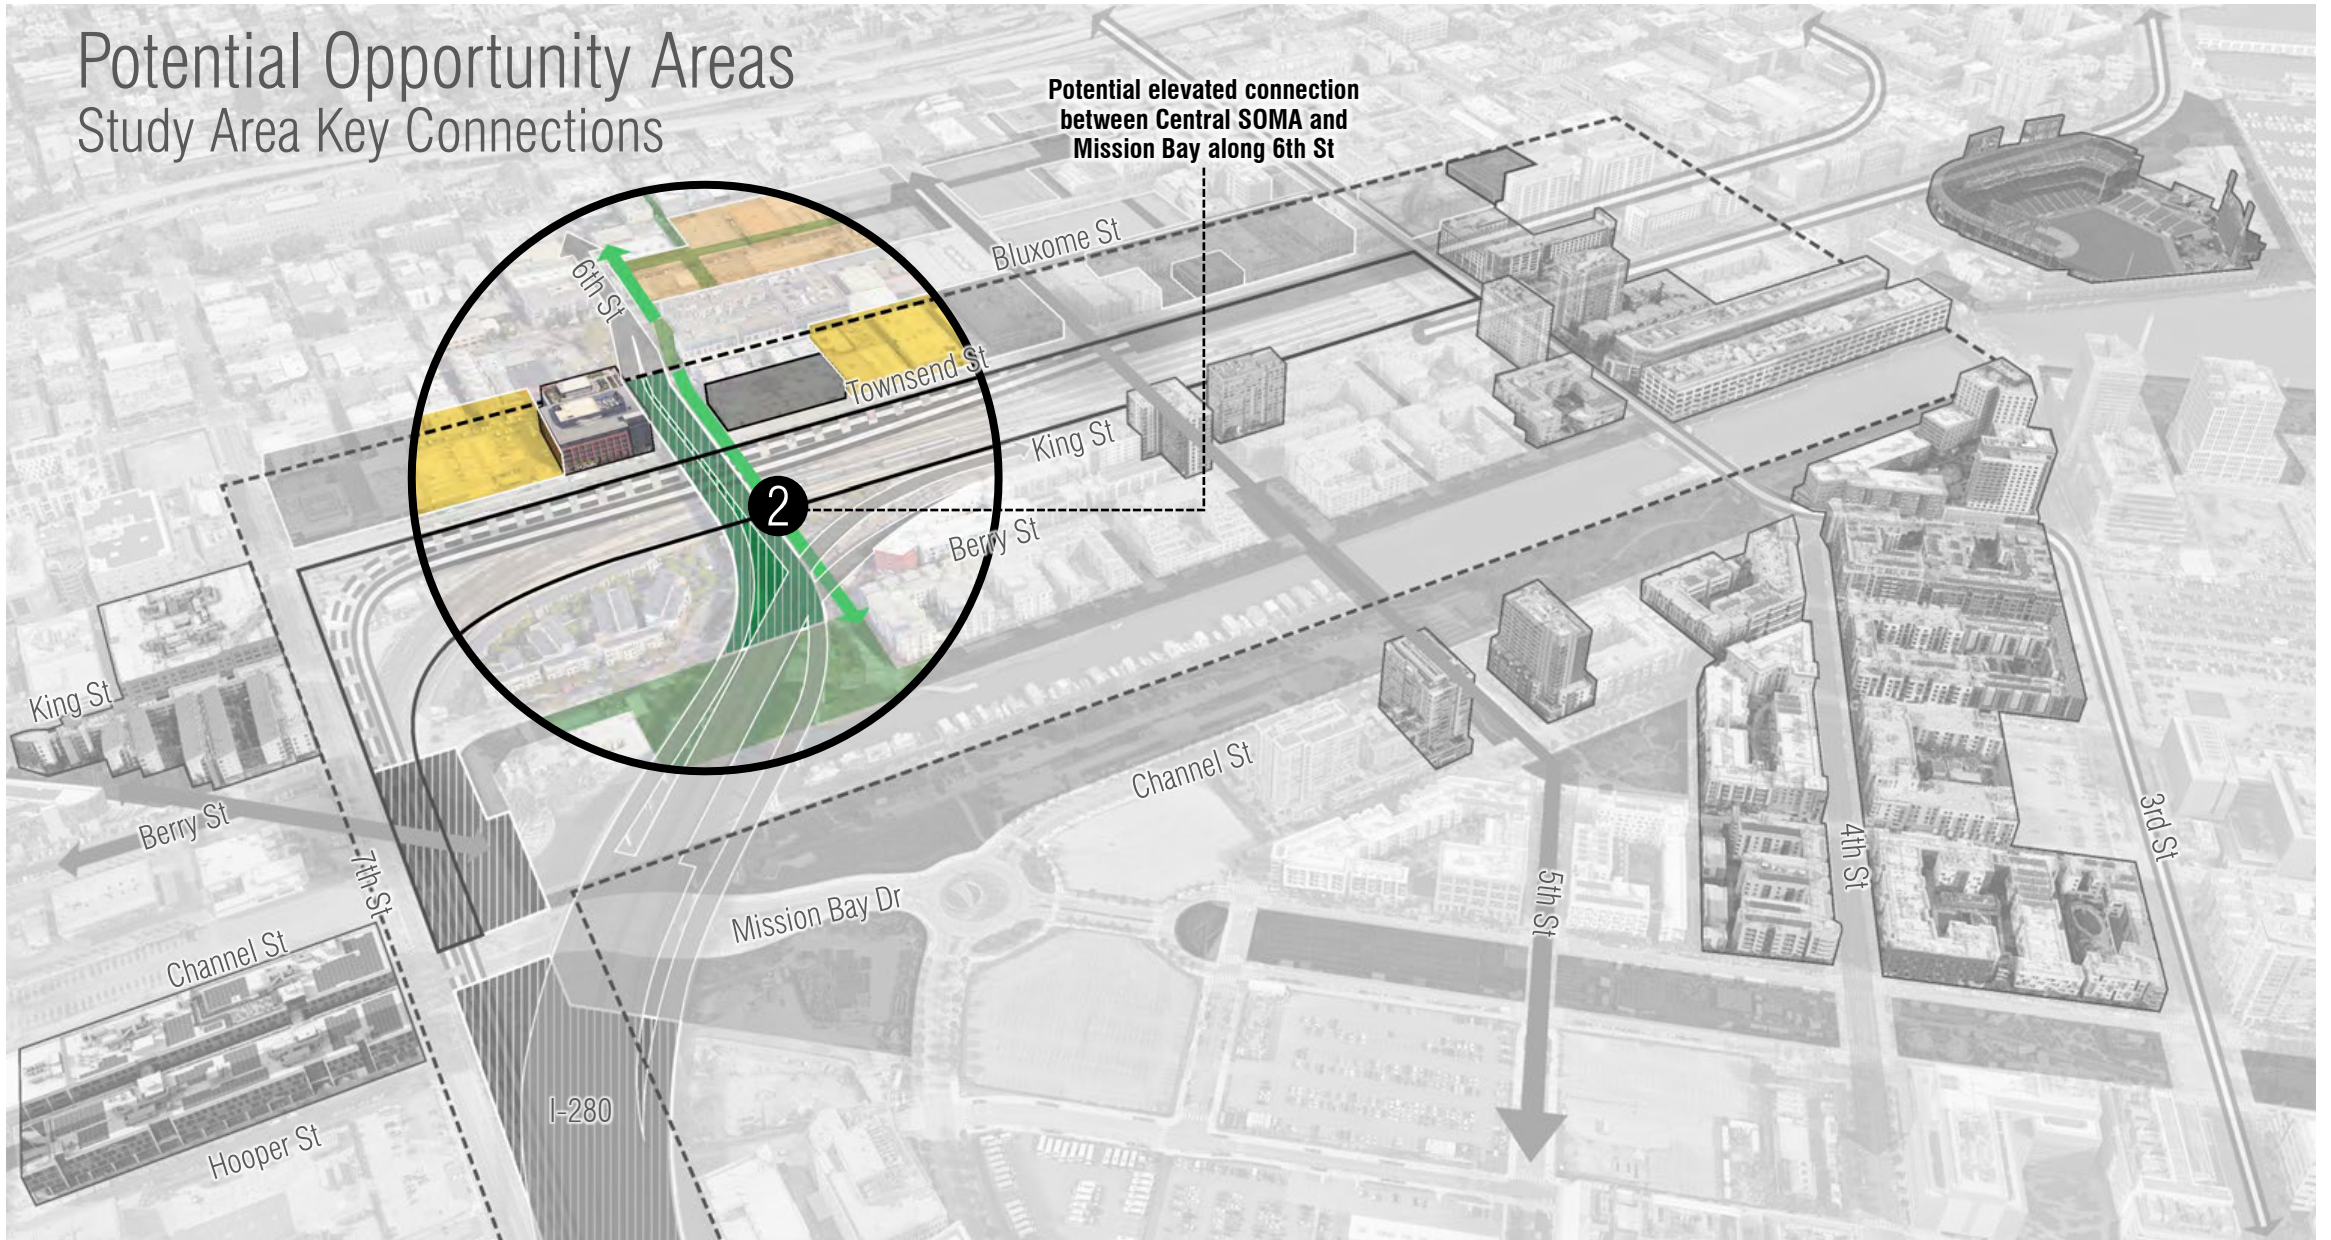 Potential Opportunity Areas
Study Area Key Connections
Potential elevated connection
between Central SOMA and
Mission Bay along 6th St
6th St
Bluxome St
Townsend St
King St
2
Berry St
King St
Berry St
7th St
Channel St
Channel St
Mission Bay Dr
5th St
4th St
3rd St
I-280
Hooper St